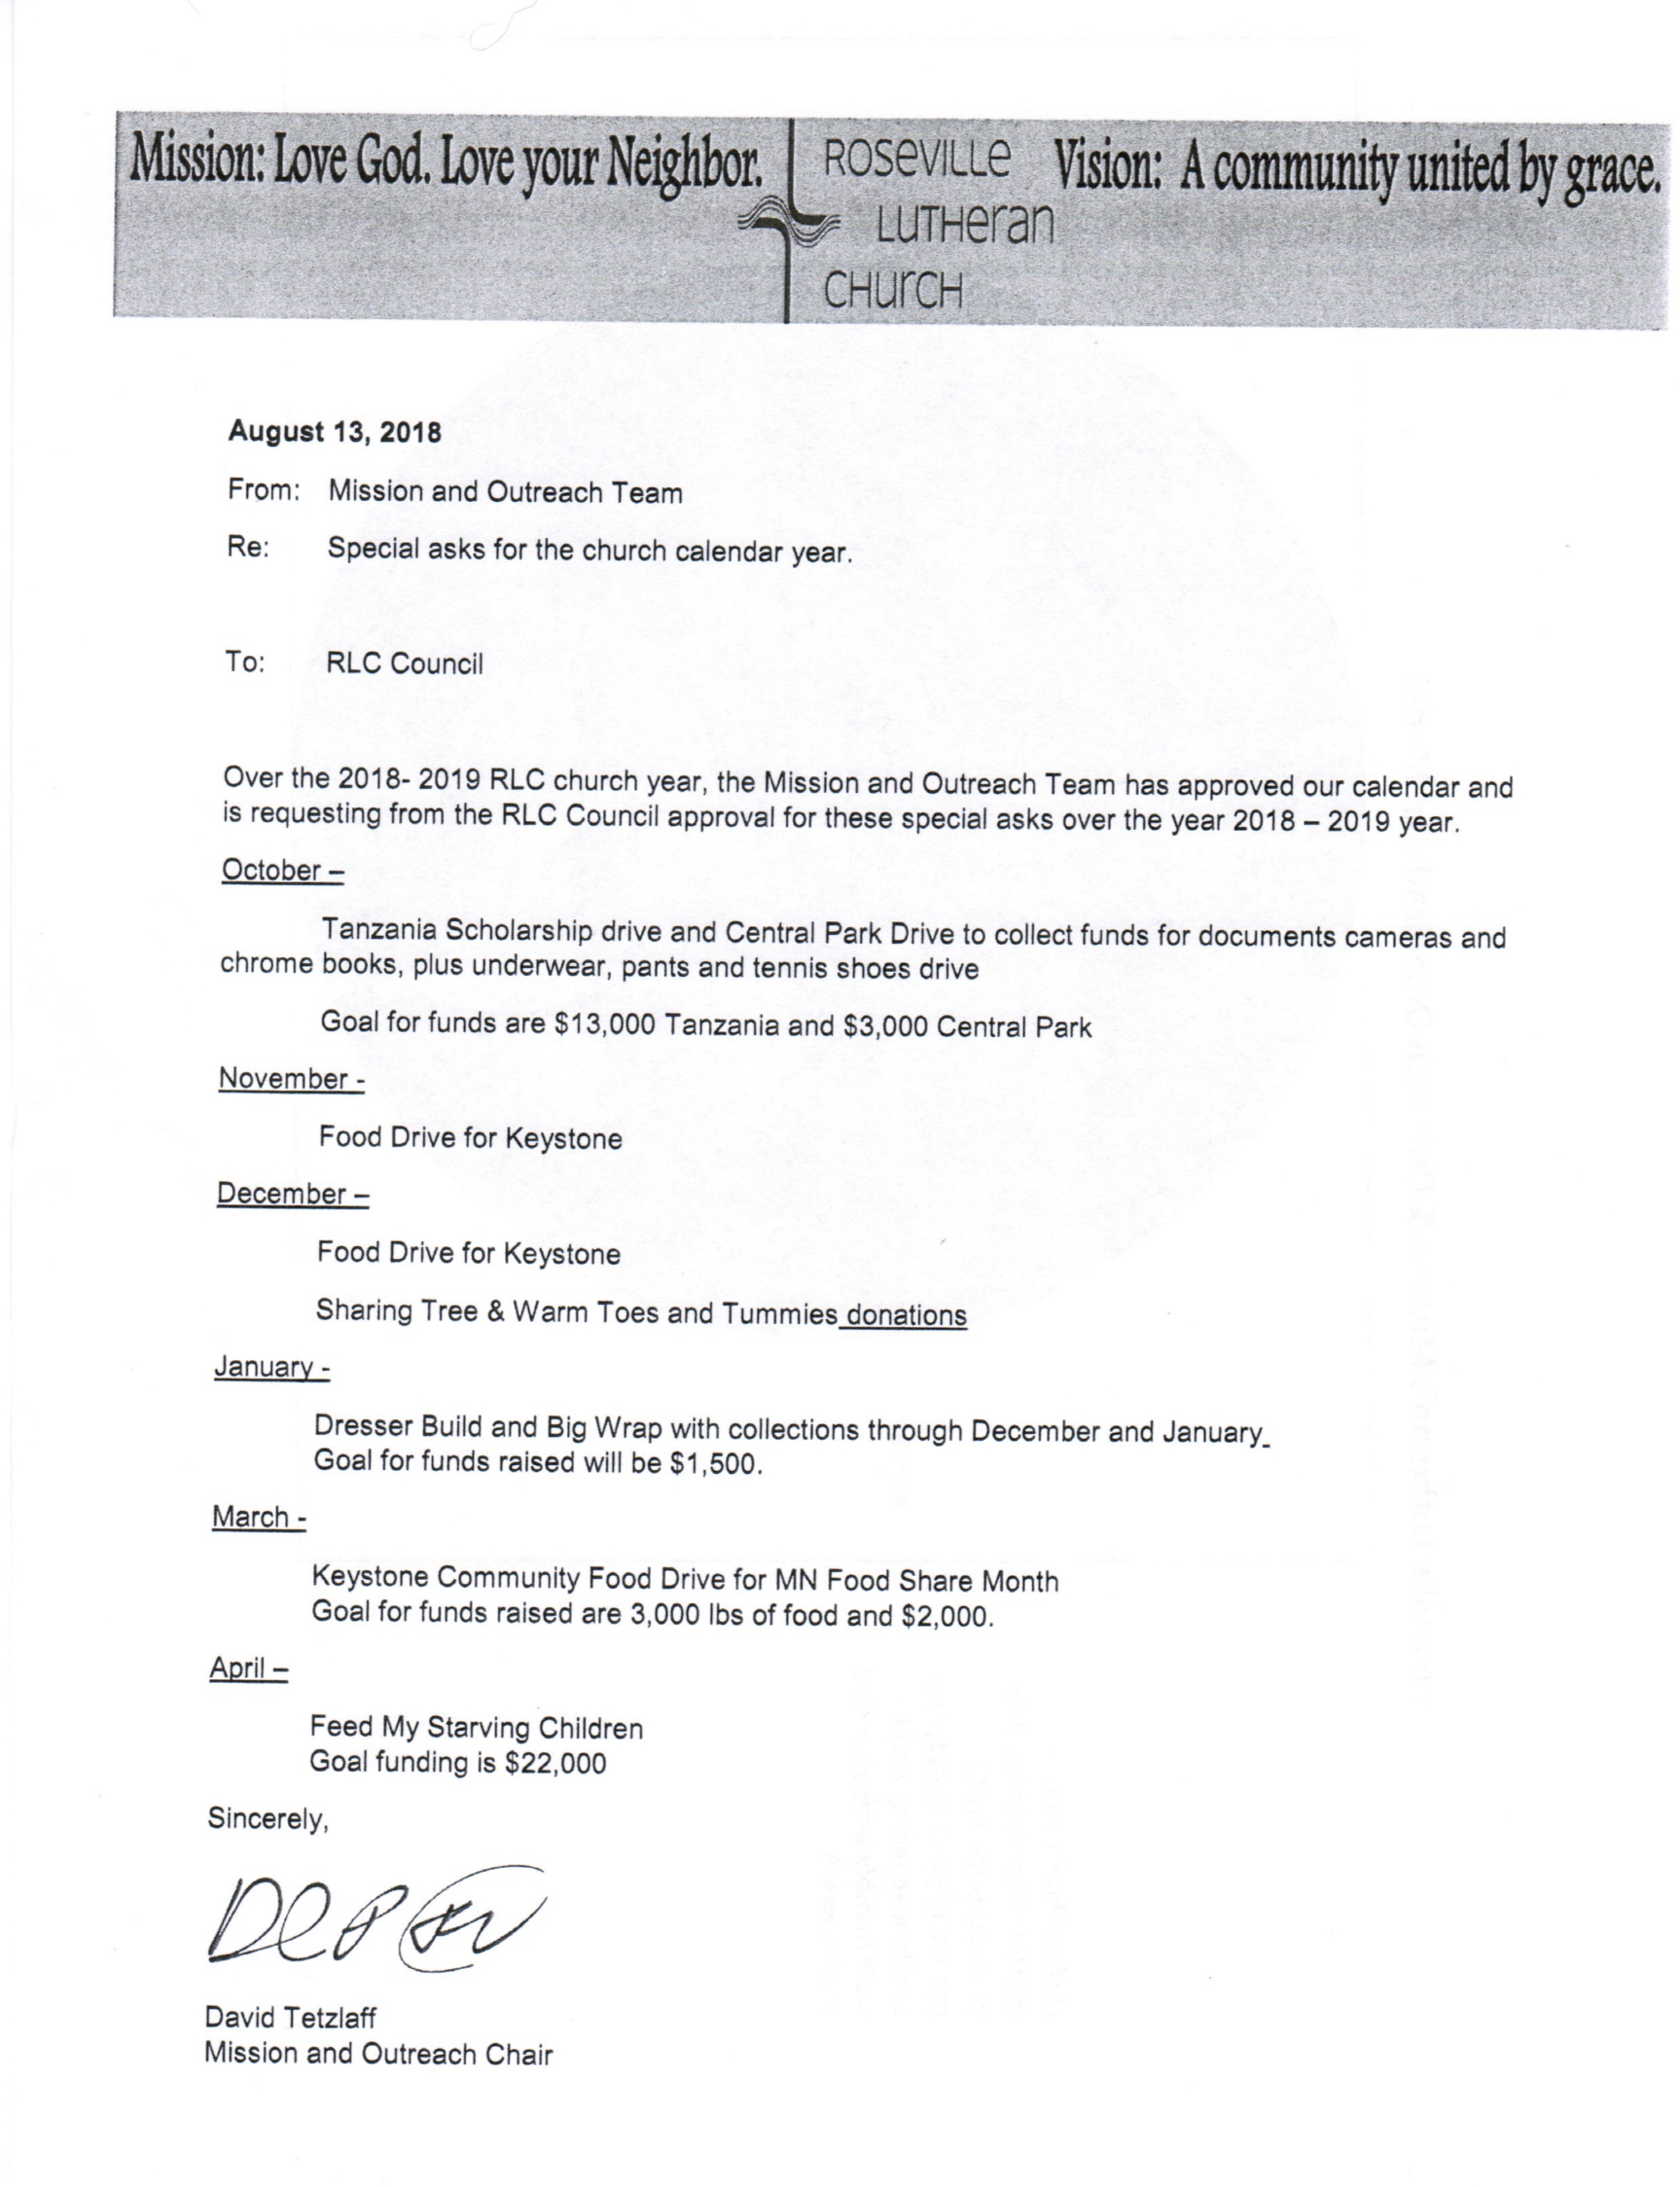 Mission: Love God. Love your Neighbor.
ROSEVILLE
LUTHeran
CHurCH
Vision: A community united by grace.
August 13, 2018
From: Mission and Outreach Team
Re: Special asks for the church calendar year.
To: RLC Council
Over the 2018- 2019 RLC church year, the Mission and Outreach Team has approved our calendar and
is requesting from the RLC Council approval for these special asks over the year 2018 – 2019 year.
October –
Tanzania Scholarship drive and Central Park Drive to collect funds for documents cameras and
chrome books, plus underwear, pants and tennis shoes drive
Goal for funds are $13,000 Tanzania and $3,000 Central Park
November -
Food Drive for Keystone
December –
Food Drive for Keystone
Sharing Tree & Warm Toes and Tummies donations
January -
Dresser Build and Big Wrap with collections through December and January
Goal for funds raised will be $1,500.
March -
Keystone Community Food Drive for MN Food Share Month
Goal for funds raised are 3,000 lbs of food and $2,000.
April –
Feed My Starving Children
Goal funding is $22,000
Sincerely,
David Tetzlaff
Mission and Outreach Chair